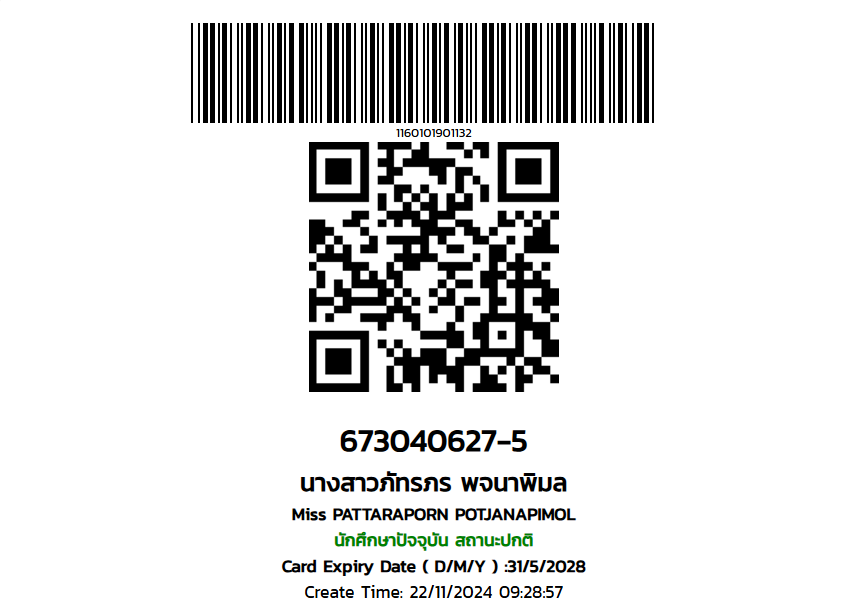 1160101901132
673040627-5
นางสาวภัทรภร พจนาพิมล
Miss PATTARAPORN POTJANAPIMOL
นักศึกษาปัจจุบัน สถานะปกติ
Card Expiry Date ( D/M/Y ) :31/5/2028
Create Time: 22/11/2024 09:28:57